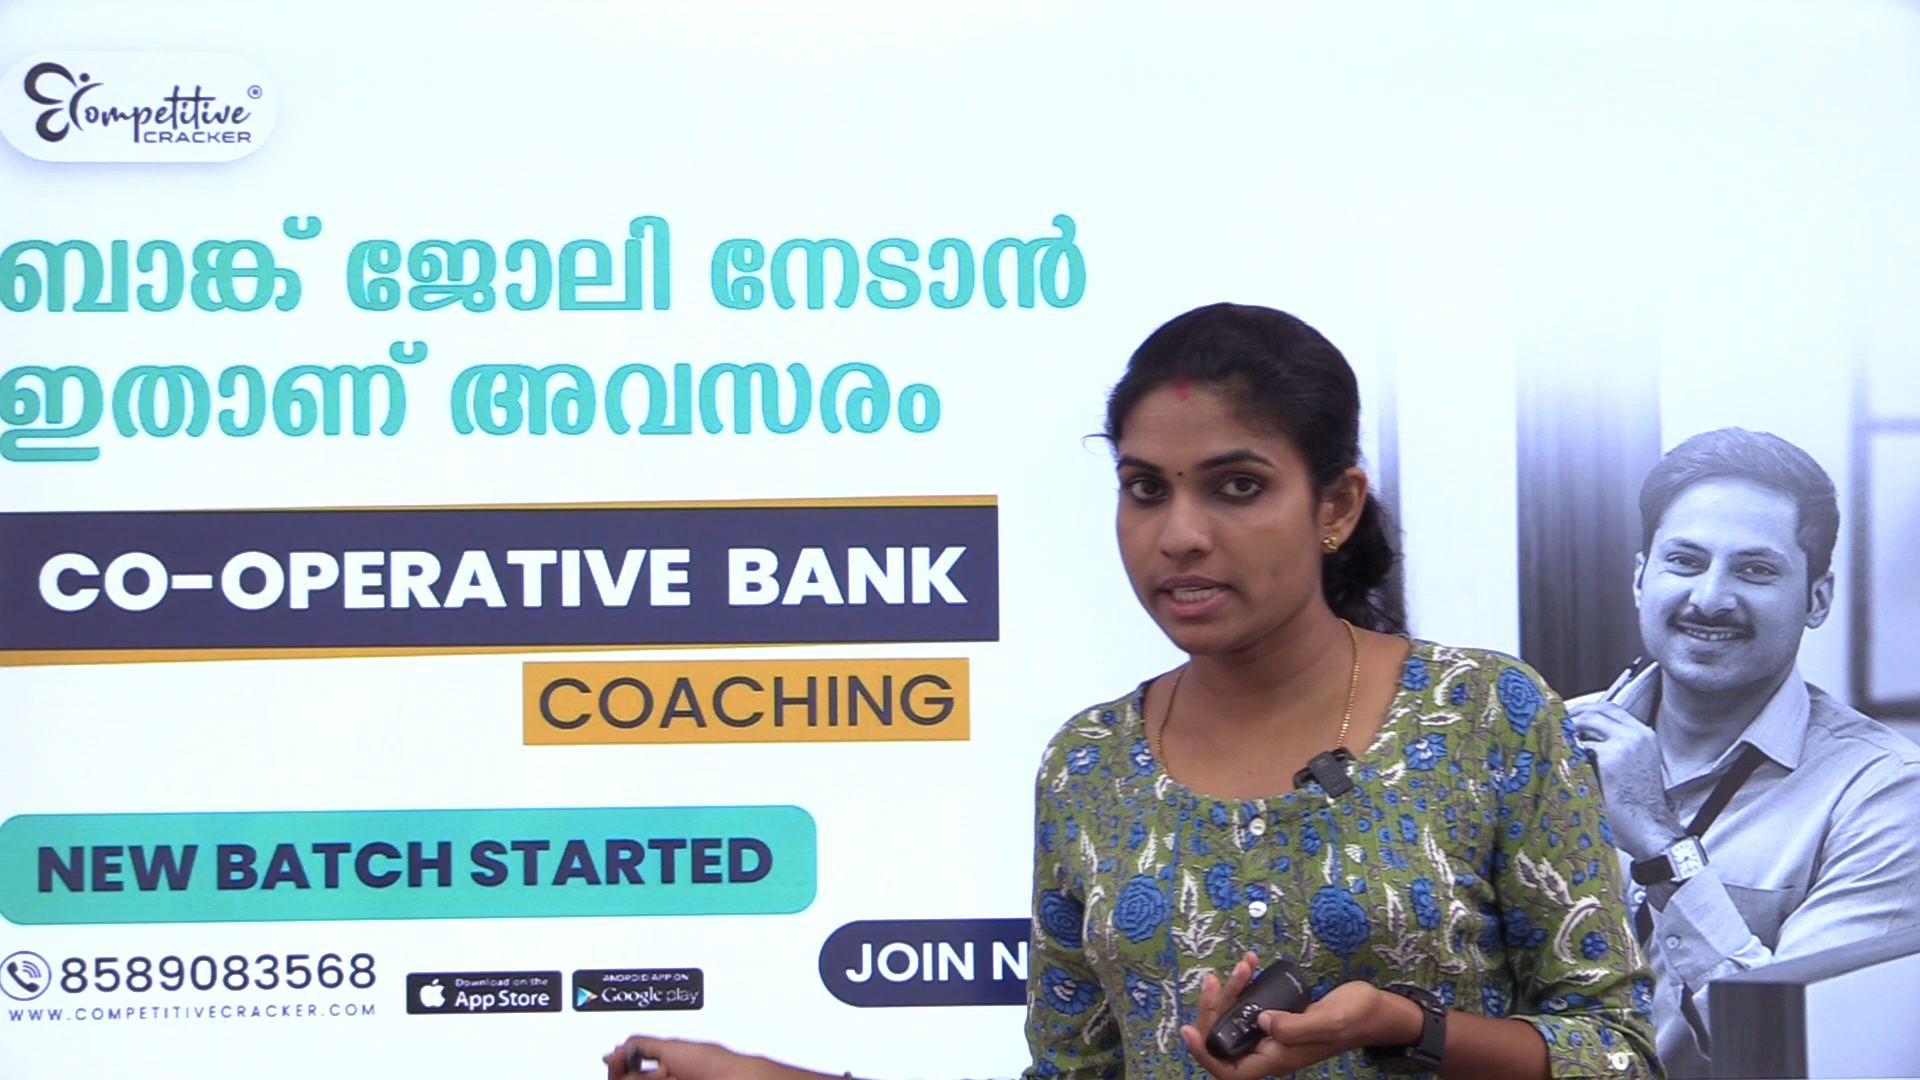 Competitive®
CRACKER
ബാങ്ക് ജോലി നേടാൻ
ഇതാണ് അവസരം
CO-OPERATIVE BANK
COACHING
NEW BATCH STARTED
8589083568
WWW.COMPETITIVECRACKER.COM
Download on the
App Store
ANDROID APP ON
Google play
JOIN N